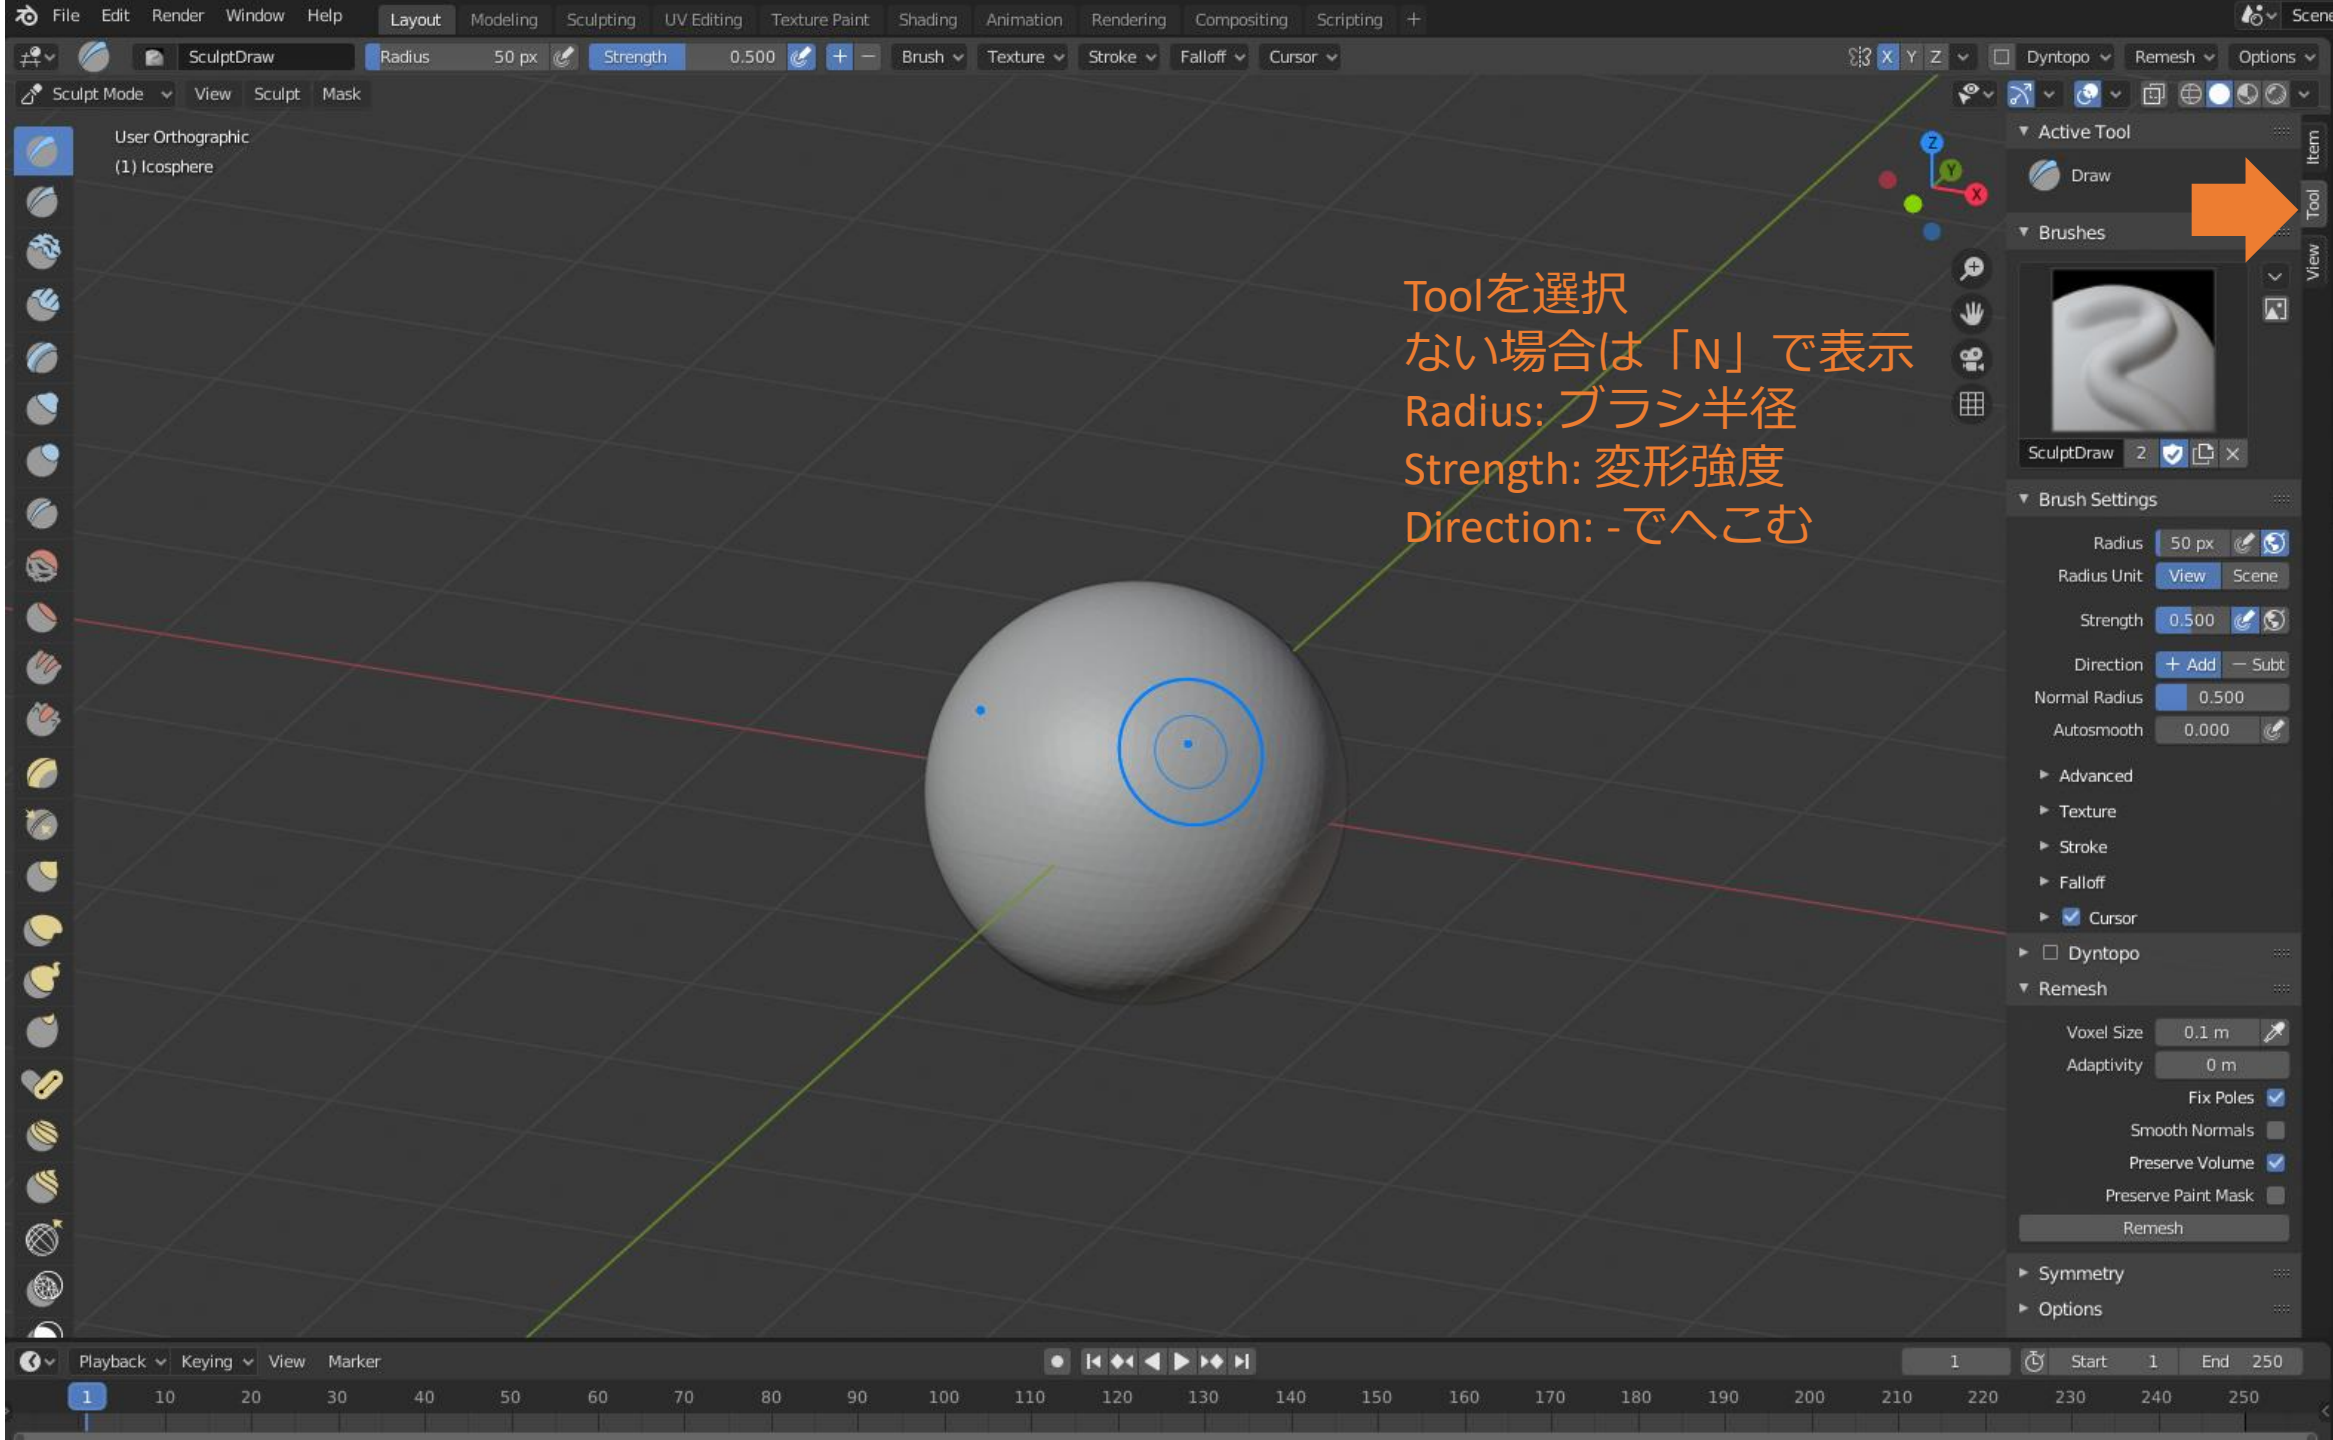 File Edit Render Window Help Layout Modeling Sculpting UV Editing Texture Paint Shading Animation Rendering Compositing Scripting + Scene
SculptDraw Radius 50 px Strength 0.500 + − Brush Texture Stroke Falloff Cursor X Y Z Dyntopo Remesh Options
Sculpt Mode View Sculpt Mask
User Orthographic
(1) Icosphere
Z
Y
X
Toolを選択
ない場合は「N」で表示
Radius: ブラシ半径
Strength: 変形強度
Direction: -でへこむ
Item
Tool
View
Active Tool
Draw
Brushes
SculptDraw 2
Brush Settings
Radius 50 px
Radius Unit View Scene
Strength 0.500
Direction + Add − Subt
Normal Radius 0.500
Autosmooth 0.000
Advanced
Texture
Stroke
Falloff
Cursor
Dyntopo
Remesh
Voxel Size 0.1 m
Adaptivity 0 m
Fix Poles
Smooth Normals
Preserve Volume
Preserve Paint Mask
Remesh
Symmetry
Options
Playback Keying View Marker 1 Start 1 End 250
1 10 20 30 40 50 60 70 80 90 100 110 120 130 140 150 160 170 180 190 200 210 220 230 240 250